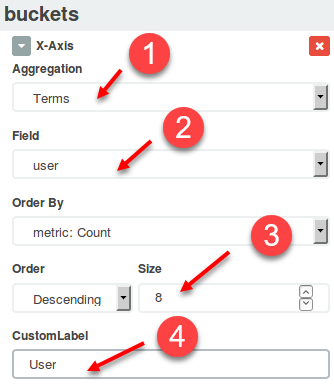 buckets
X-Axis
1
Aggregation
Terms
2
Field
user
Order By
metric: Count
3
Order Size
Descending 8
4
CustomLabel
User